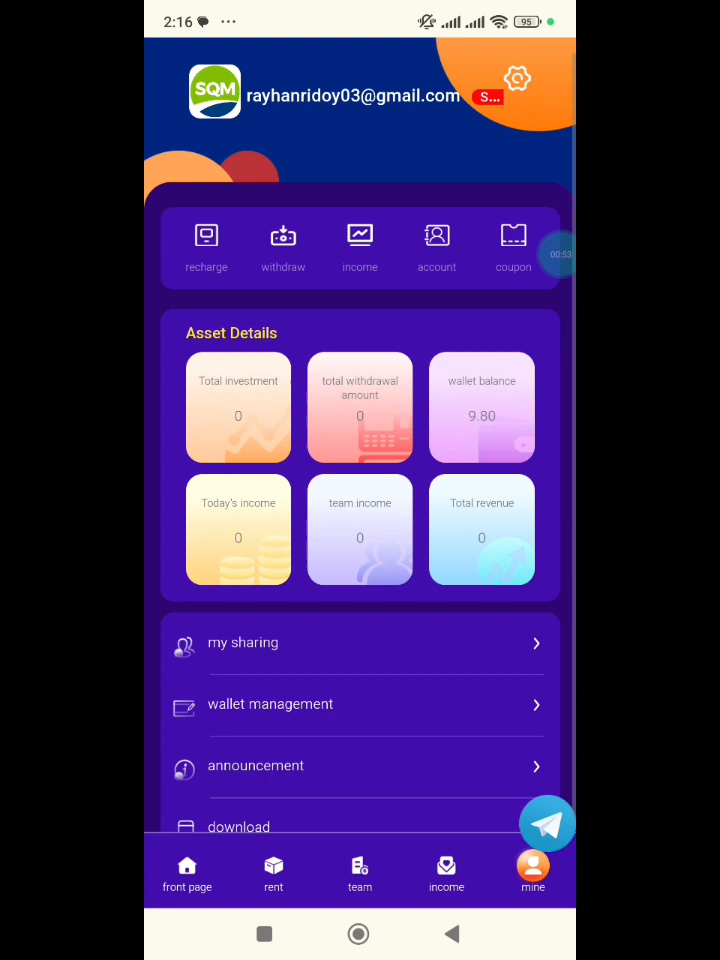 2:16
95
SQM
rayhanridoy03@gmail.com
S...
recharge
withdraw
income
account
coupon
00:53
Asset Details
Total investment
0
total withdrawal
amount
0
wallet balance
9.80
Today's income
0
team income
0
Total revenue
0
my sharing
wallet management
announcement
download
front page
rent
team
income
mine